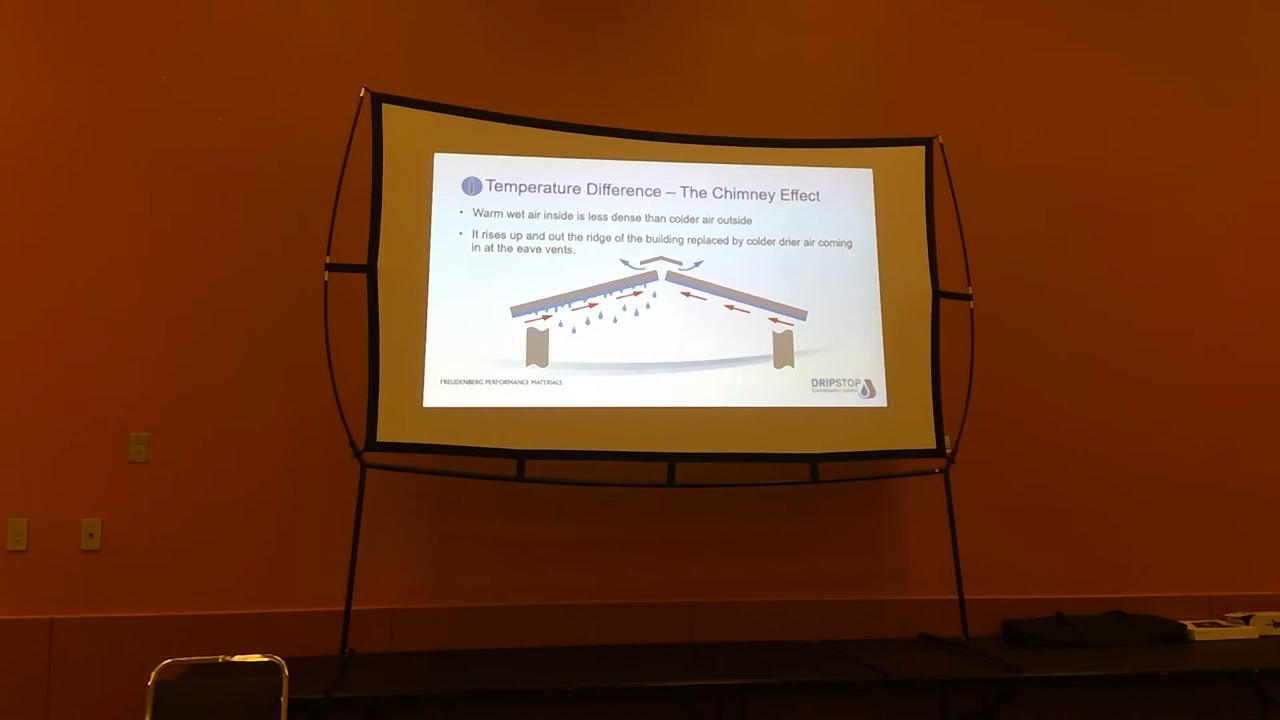 Temperature Difference – The Chimney Effect
• Warm wet air inside is less dense than colder air outside
• It rises up and out the ridge of the building replaced by colder drier air coming
in at the eave vents.
FREUDENBERG PERFORMANCE MATERIALS
DRIPSTOP